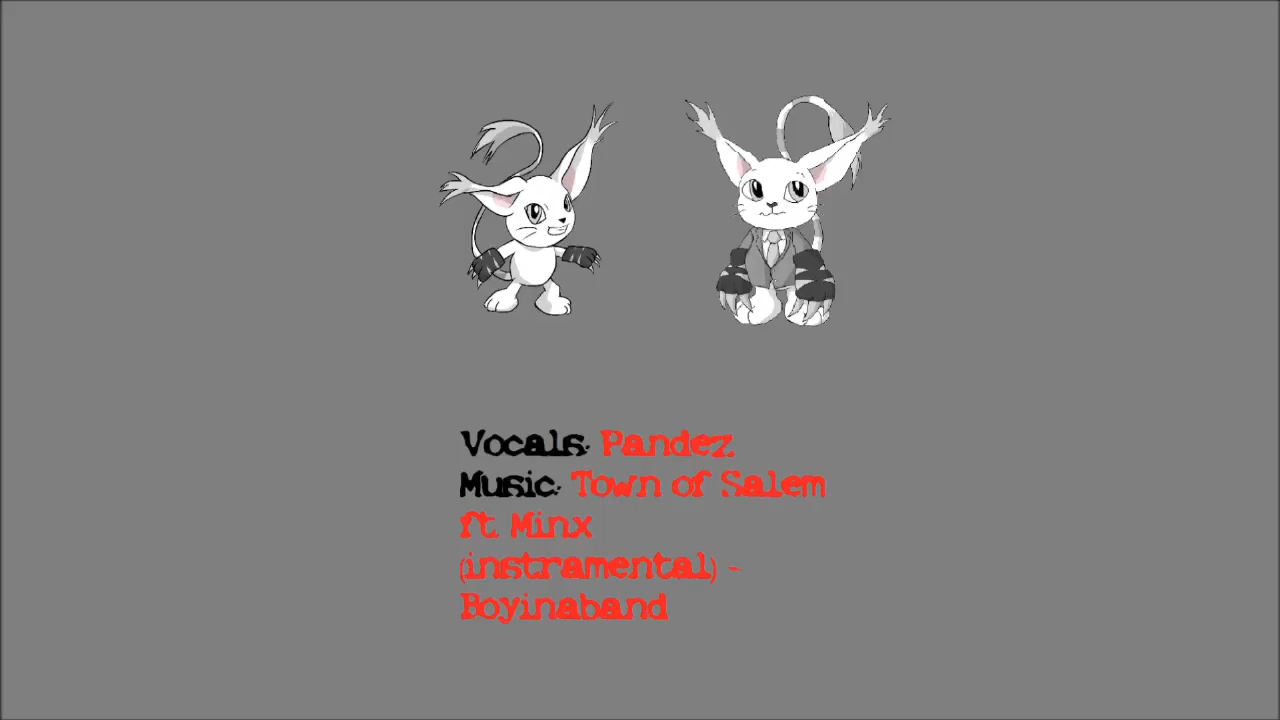 Vocals: Pandez
Music: Town of Salem
ft. Minx
(instramental) -
Boyinaband